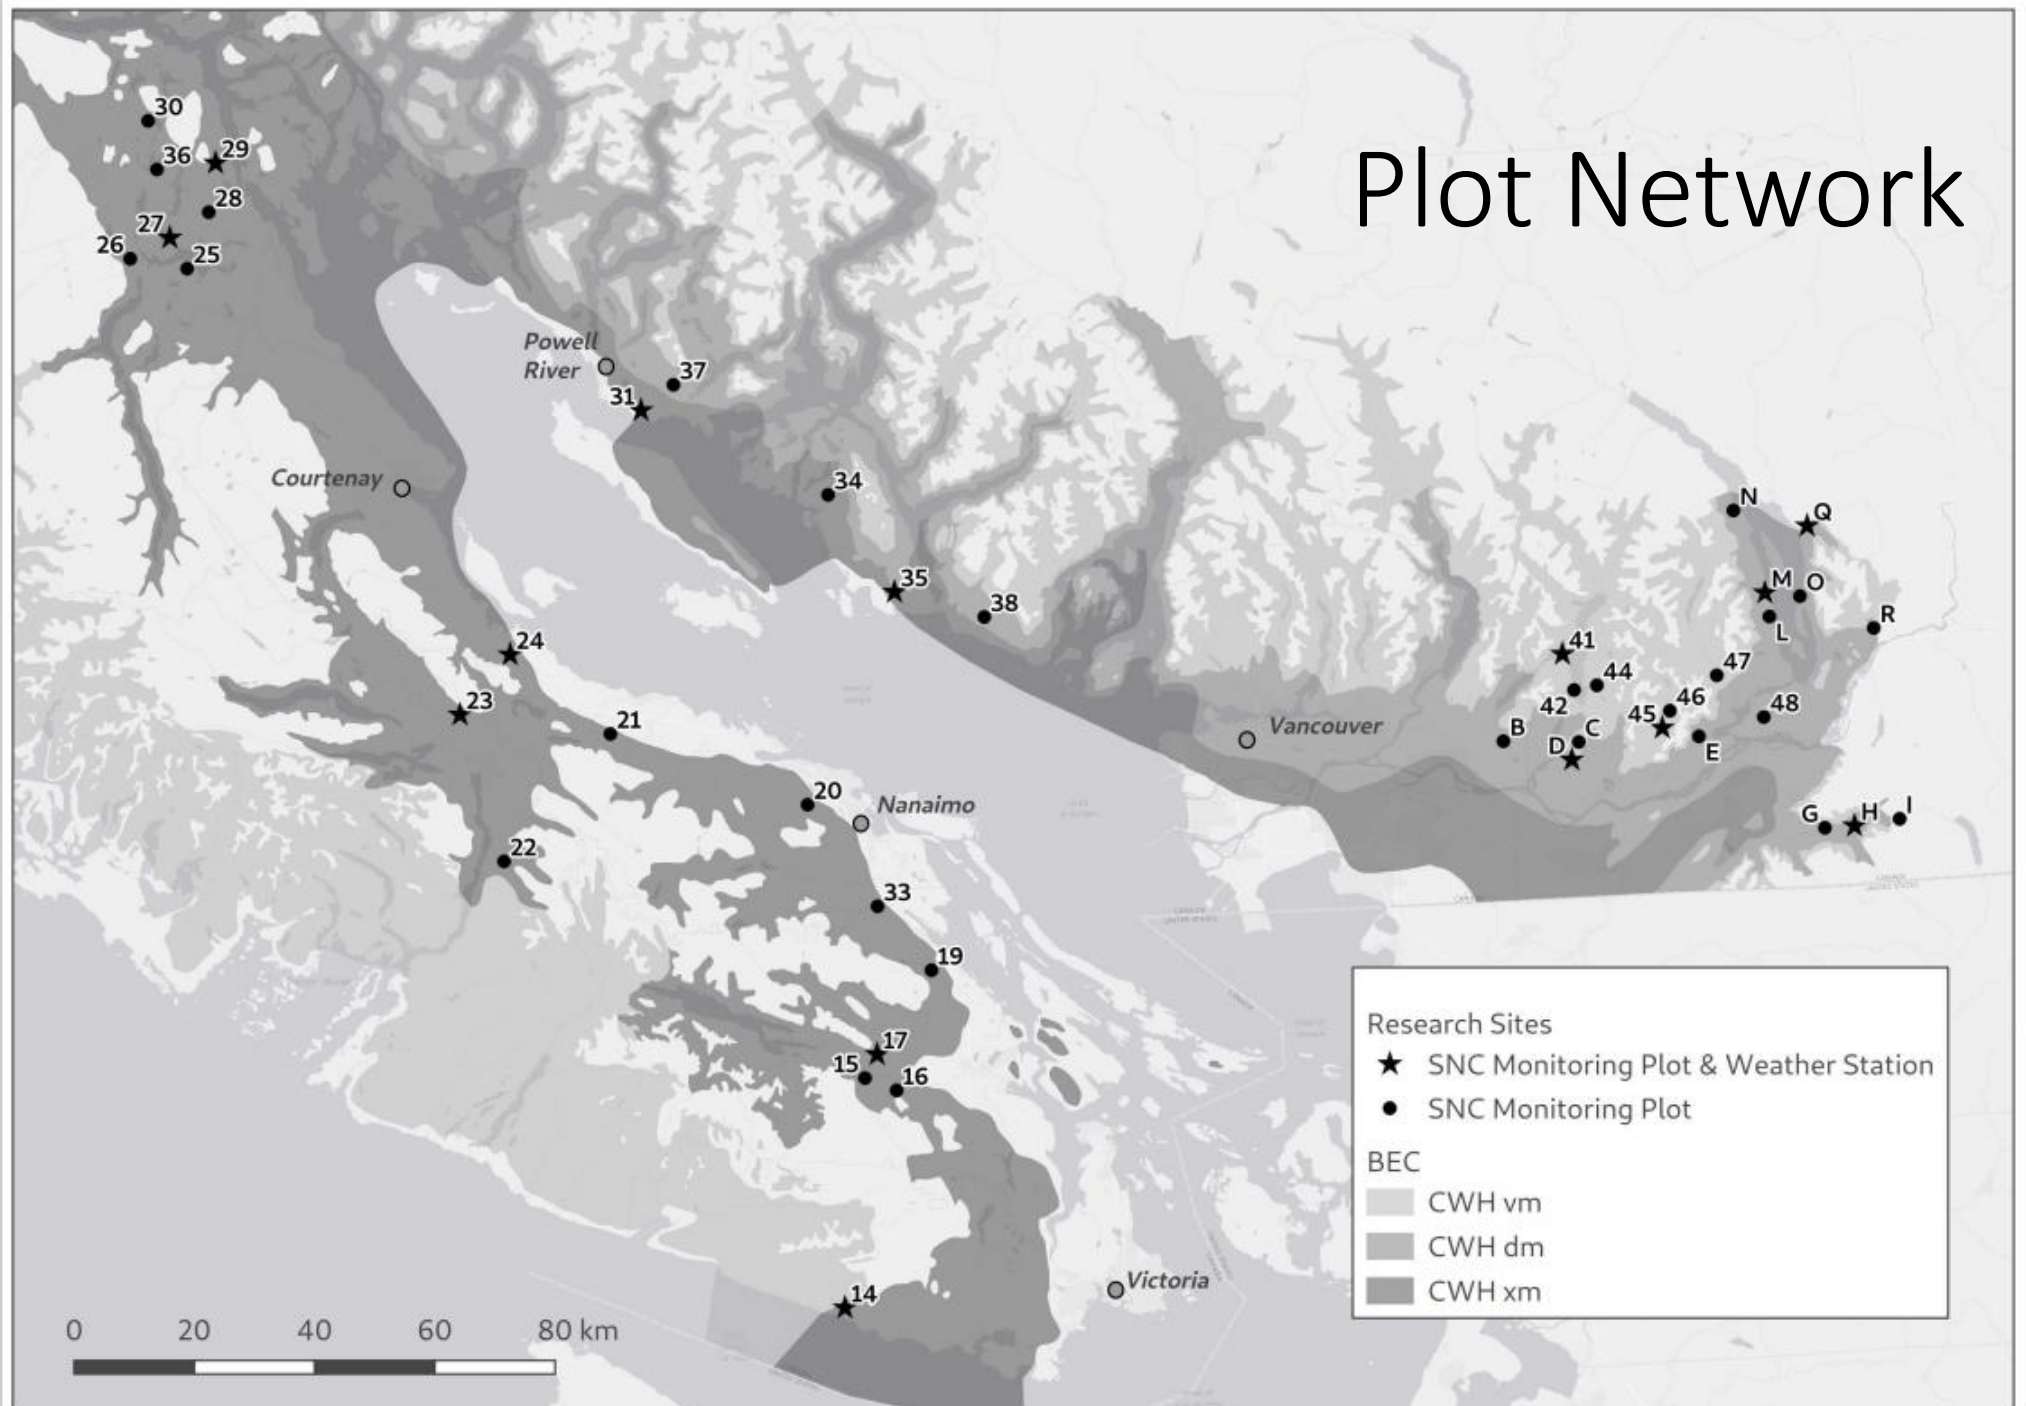 Plot Network
30
29
36
28
27
26
25
Powell
River
37
31
Courtenay
34
35
38
24
23
21
20
Nanaimo
22
33
19
17
15
16
14
Victoria
Vancouver
N
Q
M
O
L
R
41
44
42
47
46
45
48
B
C
D
E
G
H
I
Research Sites
SNC Monitoring Plot & Weather Station
SNC Monitoring Plot
BEC
CWH vm
CWH dm
CWH xm
0 20 40 60 80 km